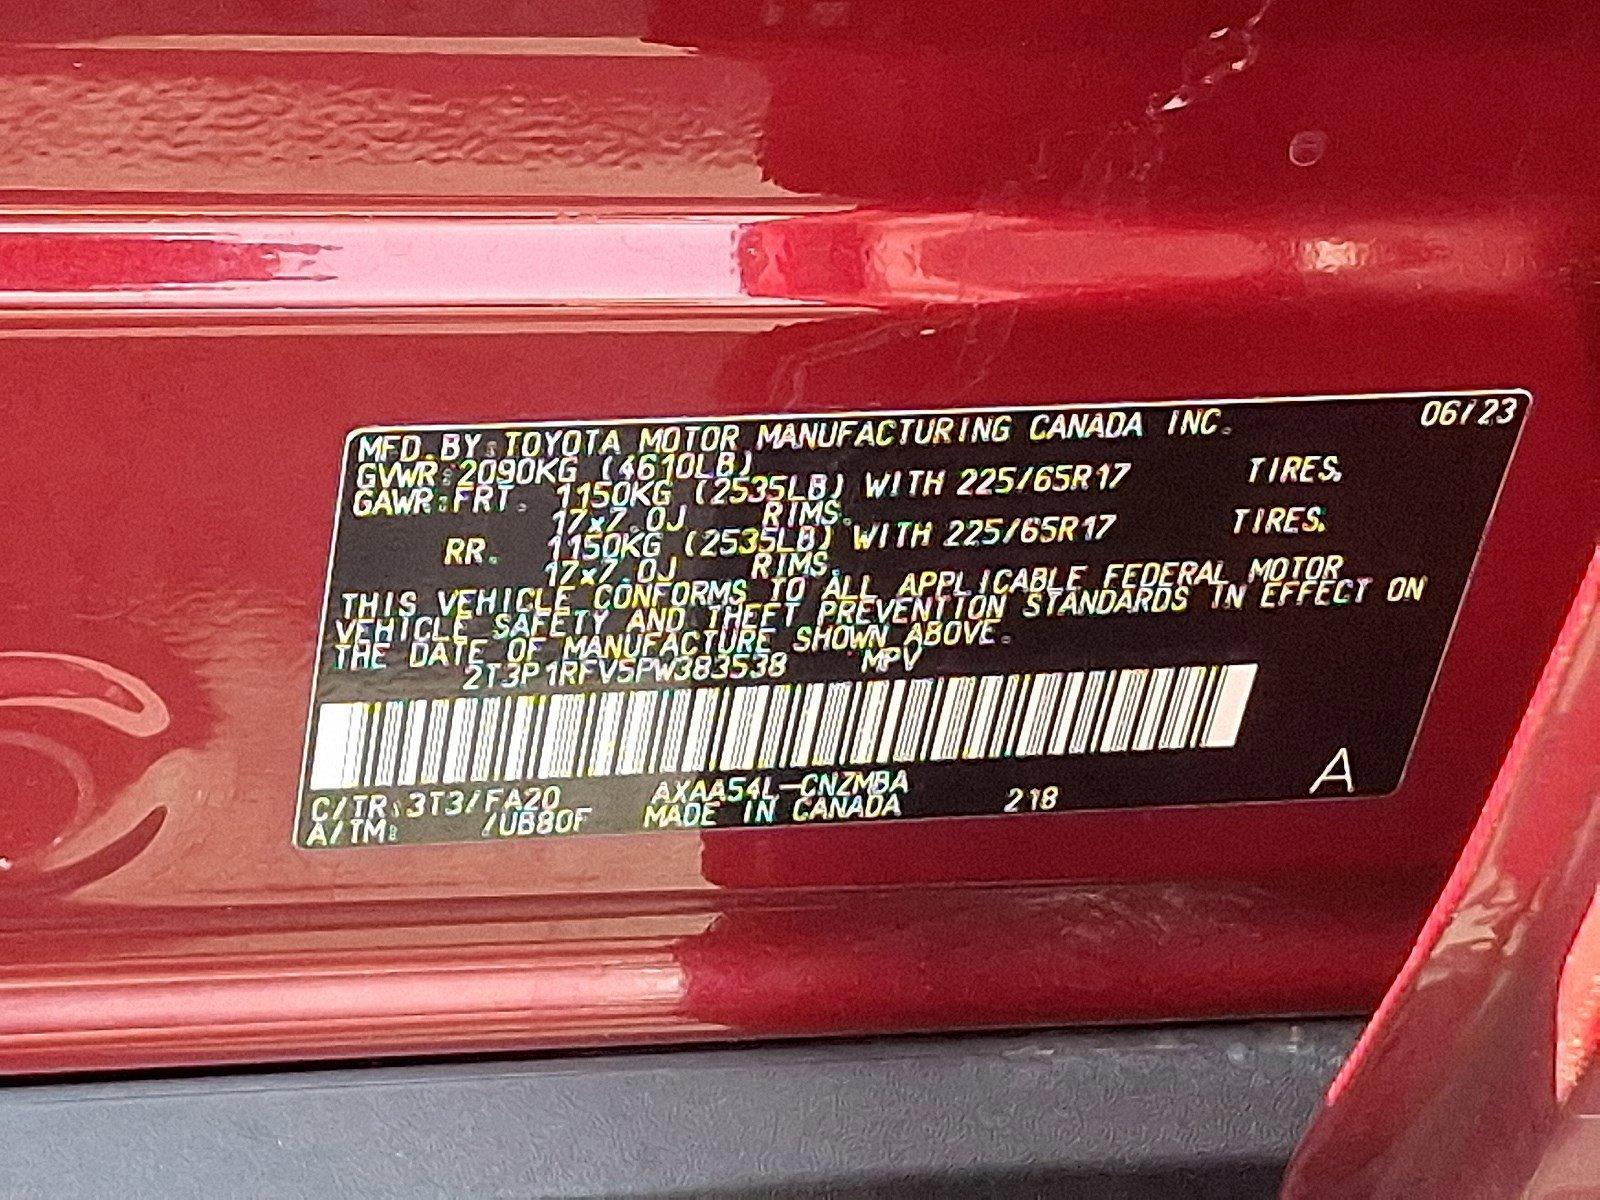 MFD.BY:TOYOTA MOTOR MANUFACTURING CANADA INC. 06/23
GVWR:2090KG (4610LB)
GAWR:FRT. 1150KG (2535LB) WITH 225/65R17 TIRES.
17x7.0J RIMS.
RR. 1150KG (2535LB) WITH 225/65R17 TIRES.
17x7.0J RIMS.
THIS VEHICLE CONFORMS TO ALL APPLICABLE FEDERAL MOTOR
VEHICLE SAFETY AND THEFT PREVENTION STANDARDS IN EFFECT ON
THE DATE OF MANUFACTURE SHOWN ABOVE.
2T3P1RFV5PW383538 MPV
C/TR:3T3/FA20 AXAA54L-CNZMBA 218 A
A/TM: /UB80F MADE IN CANADA